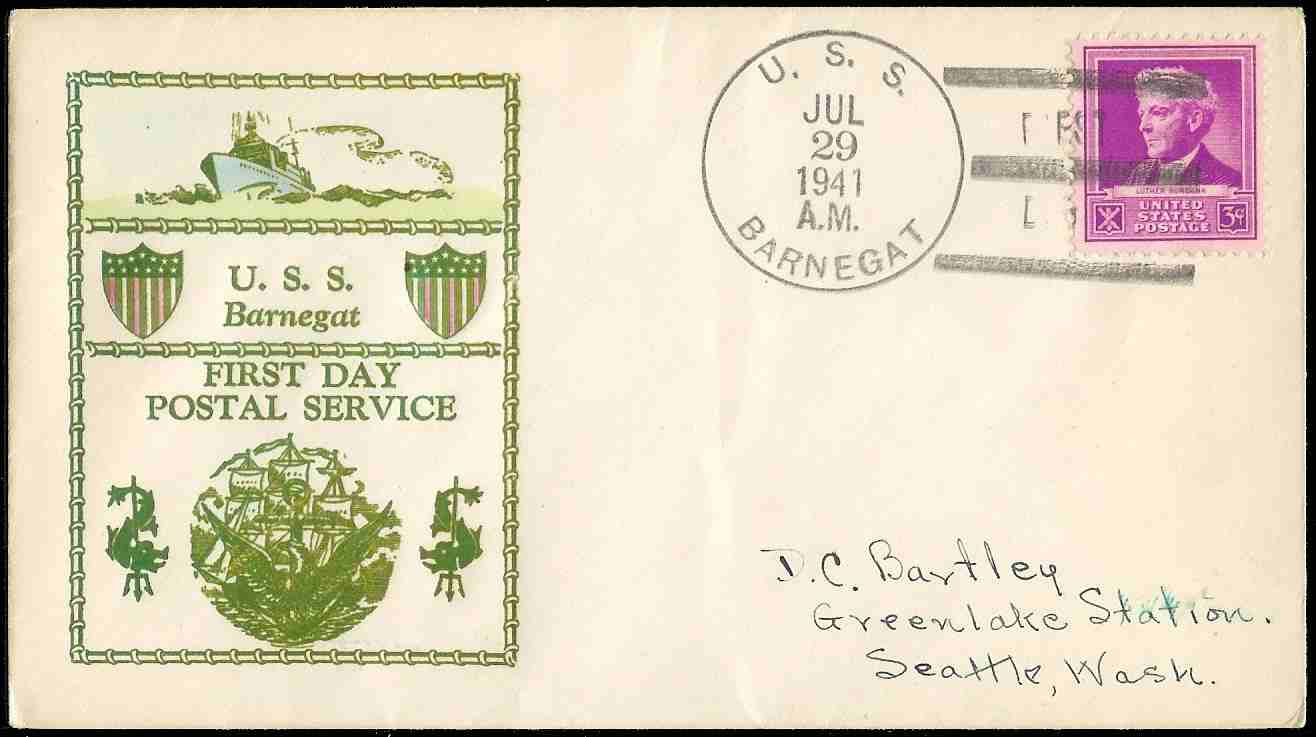 U. S. S.
Barnegat
FIRST DAY
POSTAL SERVICE
U. S. S.
JUL
29
1941
A.M.
BARNEGAT
LUTHER BURBANK
UNITED
STATES
POSTAGE
3¢
D.C. Bartley
Greenlake Station.
Seattle, Wash.